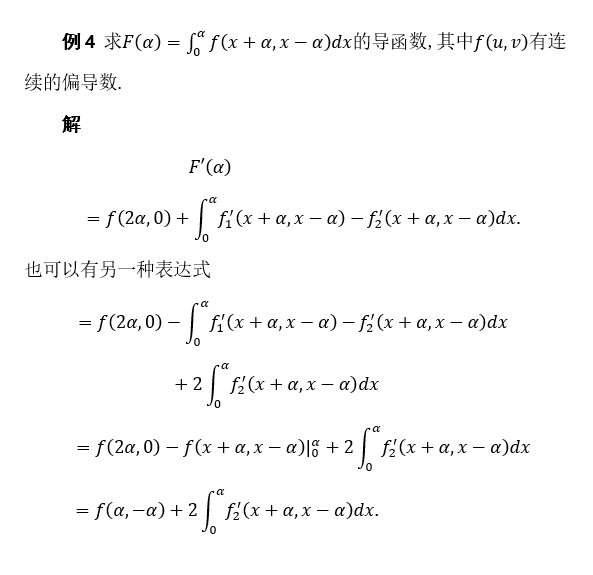 例 4 求F(α) = ∫₀^α f(x + α, x − α)dx的导函数, 其中f(u, v)有连
续的偏导数.
解
F′(α)
= f(2α, 0) + ∫₀^α f₁′(x + α, x − α) − f₂′(x + α, x − α)dx.
也可以有另一种表达式
= f(2α, 0) − ∫₀^α f₁′(x + α, x − α) − f₂′(x + α, x − α)dx
+ 2 ∫₀^α f₂′(x + α, x − α)dx
= f(2α, 0) − f(x + α, x − α)|₀^α + 2 ∫₀^α f₂′(x + α, x − α)dx
= f(α, −α) + 2 ∫₀^α f₂′(x + α, x − α)dx.